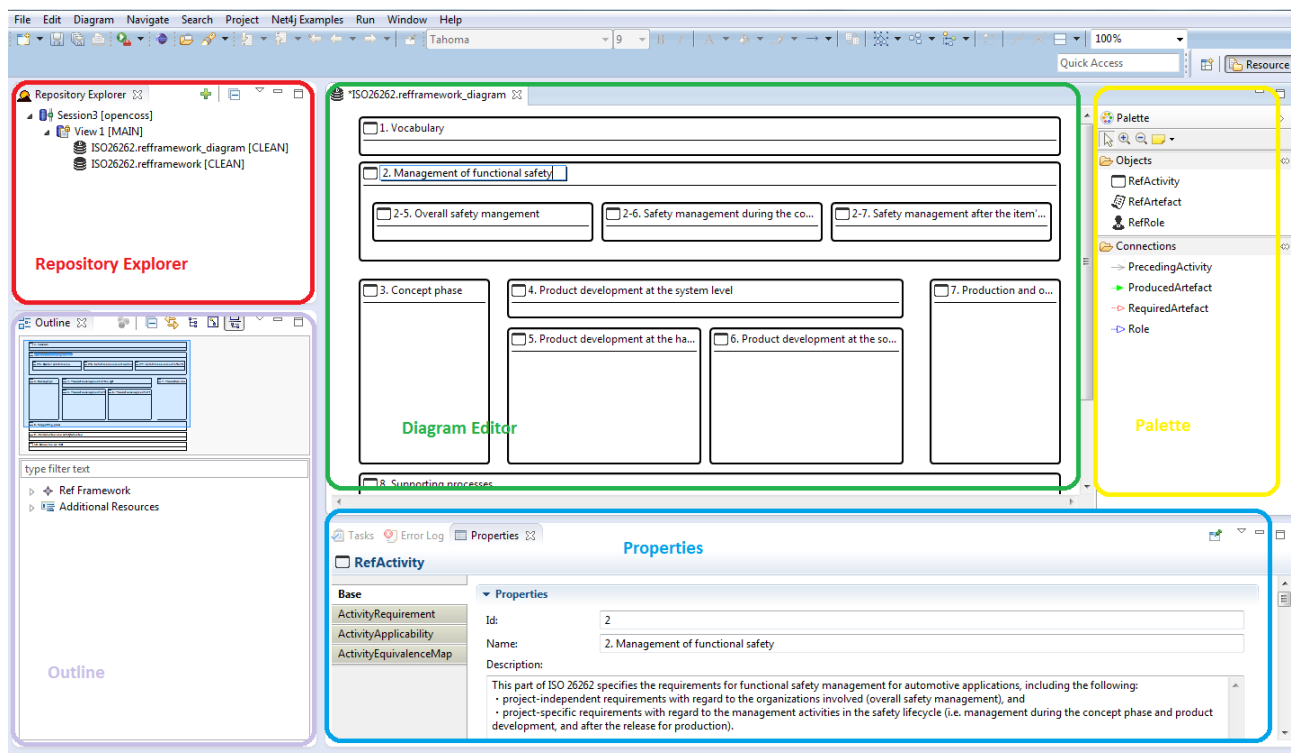 File Edit Diagram Navigate Search Project Net4j Examples Run Window Help
Tahoma 9 B I A 100%
Quick Access Resource
Repository Explorer
Session3 [opencoss]
View 1 [MAIN]
ISO26262.refframework_diagram [CLEAN]
ISO26262.refframework [CLEAN]
Repository Explorer
Outline
type filter text
Ref Framework
Additional Resources
Outline
*ISO26262.refframework_diagram
1. Vocabulary
2. Management of functional safety
2-5. Overall safety mangement
2-6. Safety management during the co...
2-7. Safety management after the item'...
3. Concept phase
4. Product development at the system level
7. Production and o...
5. Product development at the ha...
6. Product development at the so...
Diagram Editor
8. Supporting processes
Palette
Objects
RefActivity
RefArtefact
RefRole
Connections
PrecedingActivity
ProducedArtefact
RequiredArtefact
Role
Palette
Tasks Error Log Properties
Properties
RefActivity
Base
ActivityRequirement
ActivityApplicability
ActivityEquivalenceMap
Properties
Id: 2
Name: 2. Management of functional safety
Description:
This part of ISO 26262 specifies the requirements for functional safety management for automotive applications, including the following:
· project-independent requirements with regard to the organizations involved (overall safety management), and
· project-specific requirements with regard to the management activities in the safety lifecycle (i.e. management during the concept phase and product
development, and after the release for production).